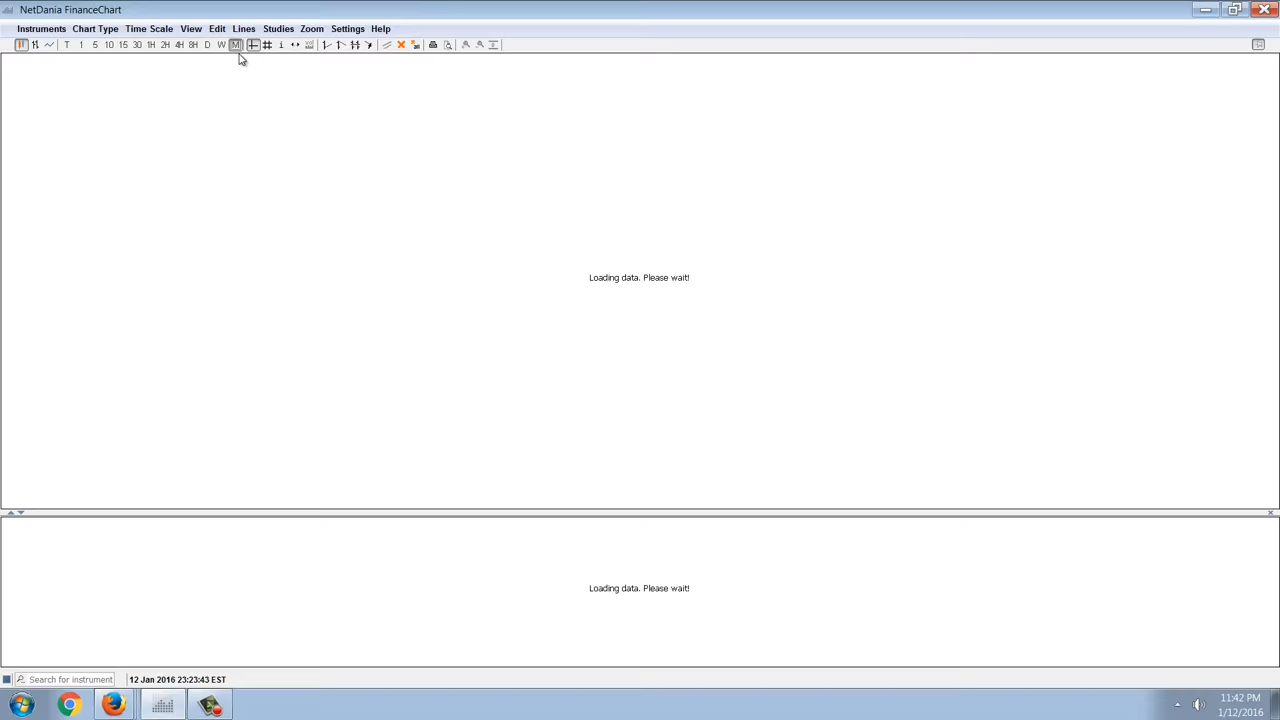 NetDania FinanceChart
Instruments Chart Type Time Scale View Edit Lines Studies Zoom Settings Help
T 1 5 10 15 30 1H 2H 4H 8H D W M
Loading data. Please wait!
Loading data. Please wait!
Search for instrument 12 Jan 2016 23:23:43 EST
11:42 PM
1/12/2016